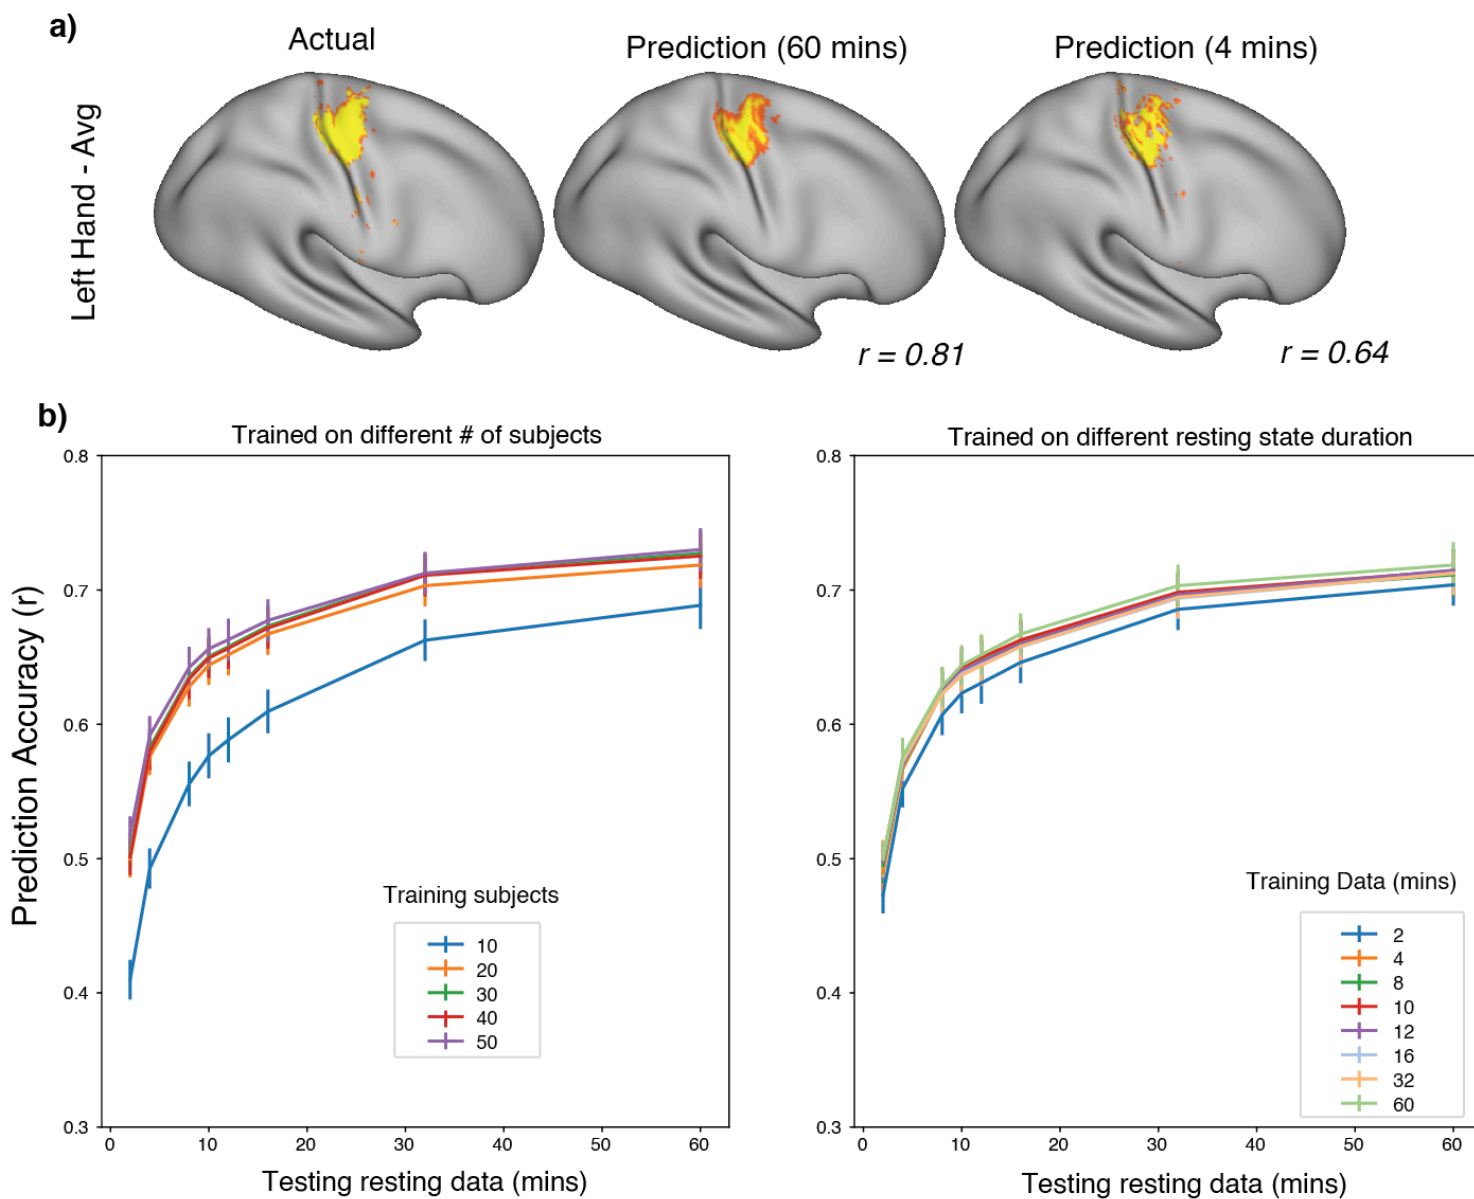 a)
Actual
Prediction (60 mins)
Prediction (4 mins)
Left Hand - Avg
r = 0.81
r = 0.64
b)
Trained on different # of subjects
Prediction Accuracy (r)
0.8
0.7
0.6
0.5
0.4
0.3
Training subjects
10
20
30
40
50
0
10
20
30
40
50
60
Testing resting data (mins)
Trained on different resting state duration
0.8
0.7
0.6
0.5
0.4
0.3
Training Data (mins)
2
4
8
10
12
16
32
60
0
10
20
30
40
50
60
Testing resting data (mins)